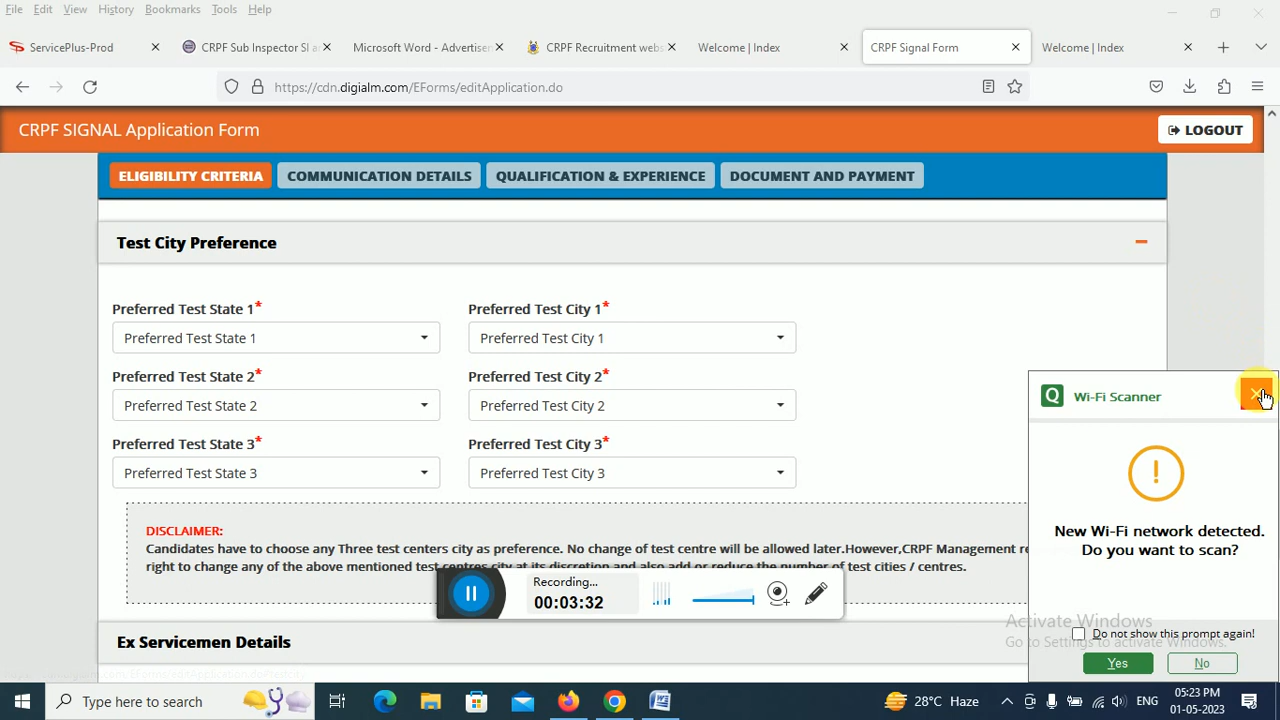 File Edit View History Bookmarks Tools Help
ServicePlus-Prod
CRPF Sub Inspector SI a
Microsoft Word - Advertiser
CRPF Recruitment web
Welcome | Index
CRPF Signal Form
Welcome | Index
https://cdn.digialm.com/EForms/editApplication.do
CRPF SIGNAL Application Form
LOGOUT
ELIGIBILITY CRITERIA
COMMUNICATION DETAILS
QUALIFICATION & EXPERIENCE
DOCUMENT AND PAYMENT
Test City Preference
Preferred Test State 1* Preferred Test City 1*
Preferred Test State 1 Preferred Test City 1
Preferred Test State 2* Preferred Test City 2*
Preferred Test State 2 Preferred Test City 2
Preferred Test State 3* Preferred Test City 3*
Preferred Test State 3 Preferred Test City 3
DISCLAIMER:
Candidates have to choose any Three test centers city as preference. No change of test centre will be allowed later.However,CRPF Management re
right to change any of the above mentioned test centres city at its discretion and also add or reduce the number of test cities / centres.
Ex Servicemen Details
Wi-Fi Scanner
New Wi-Fi network detected.
Do you want to scan?
Do not show this prompt again!
Yes No
Recording...
00:03:32
Activate Windows
Go to Settings to activate Windows.
Type here to search
28°C Haze
ENG
05:23 PM
01-05-2023